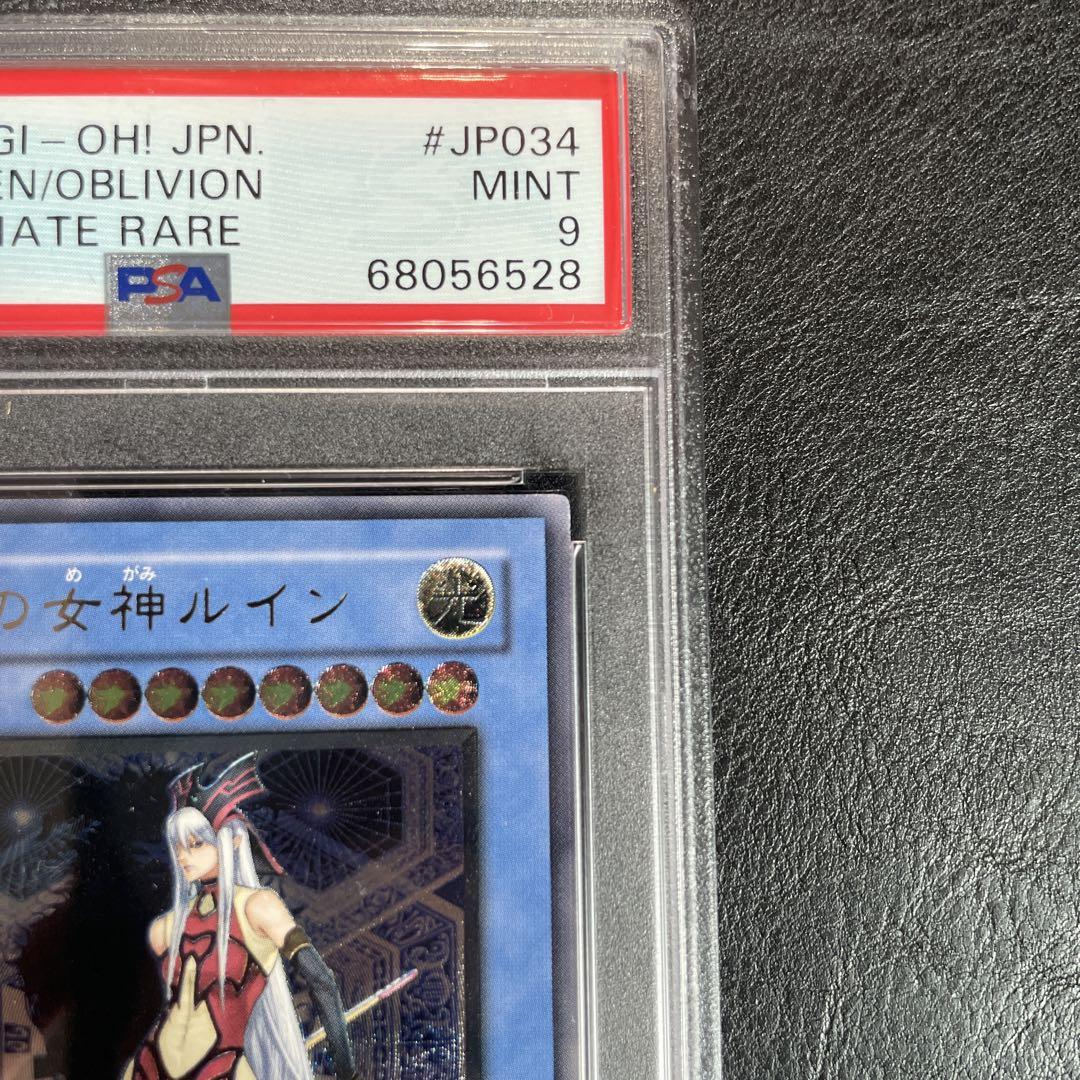 GI-OH! JPN. #JP034
EN/OBLIVION MINT
ATE RARE 9
PSA 68056528
めがみ
の女神ルイン 光